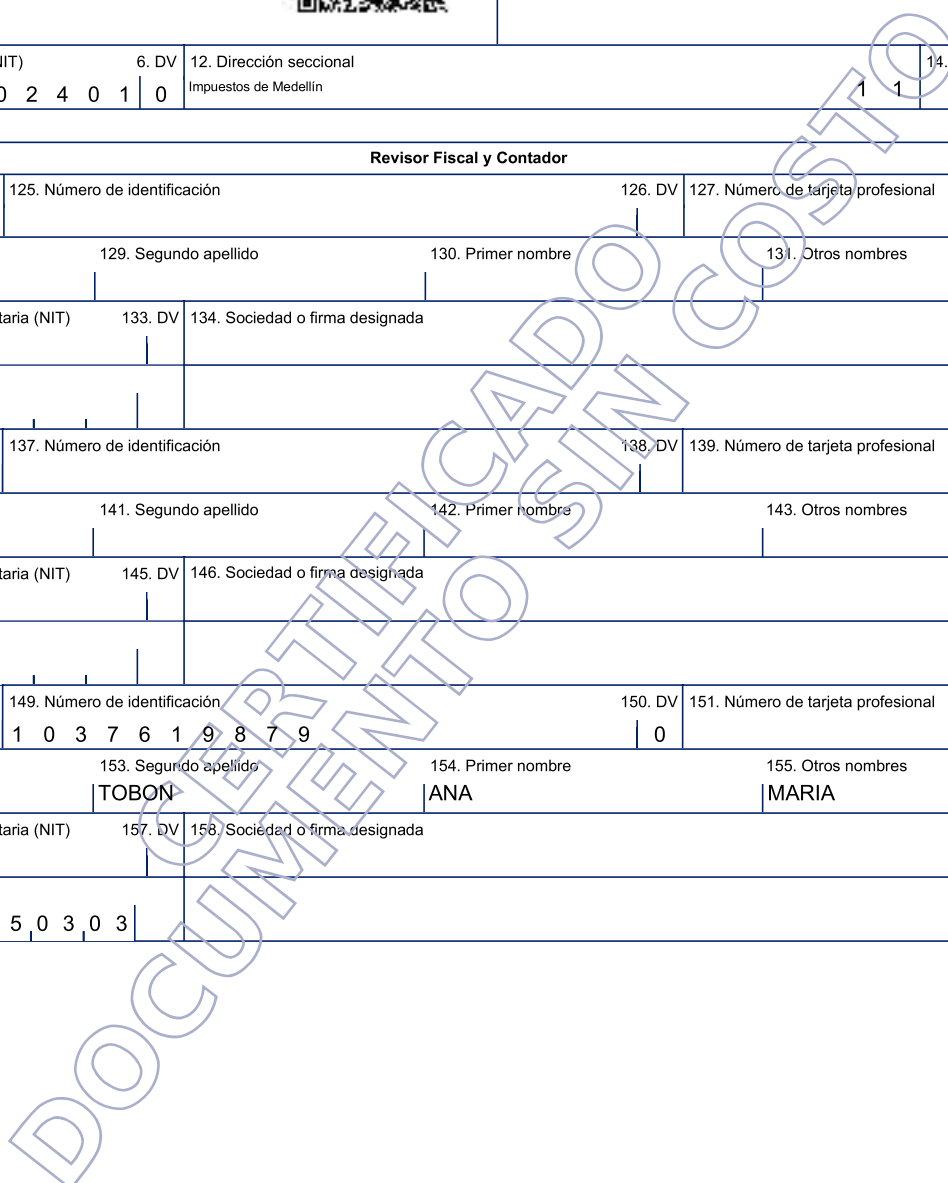 NIT) 6. DV 12. Dirección seccional 14.
0 2 4 0 1 0 Impuestos de Medellín 1 1
Revisor Fiscal y Contador
125. Número de identificación 126. DV 127. Número de tarjeta profesional
129. Segundo apellido 130. Primer nombre 131. Otros nombres
taria (NIT) 133. DV 134. Sociedad o firma designada
137. Número de identificación 138. DV 139. Número de tarjeta profesional
141. Segundo apellido 142. Primer nombre 143. Otros nombres
taria (NIT) 145. DV 146. Sociedad o firma designada
149. Número de identificación 150. DV 151. Número de tarjeta profesional
1 0 3 7 6 1 9 8 7 9 0
153. Segundo apellido 154. Primer nombre 155. Otros nombres
TOBON ANA MARIA
taria (NIT) 157. DV 158. Sociedad o firma designada
5 0 3 0 3
CERTIFICADO
DOCUMENTO SIN COSTO